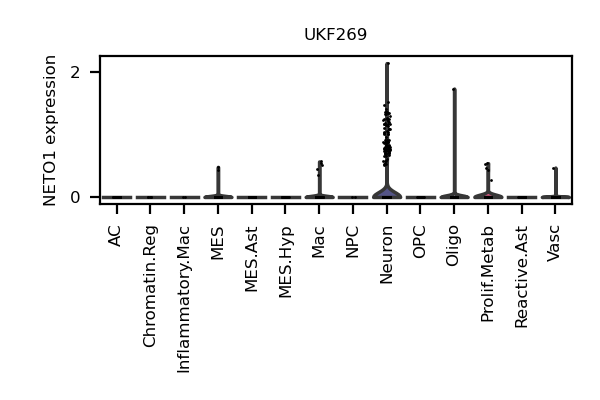 UKF269
NETO1 expression
2
0
AC
Chromatin.Reg
Inflammatory.Mac
MES
MES.Ast
MES.Hyp
Mac
NPC
Neuron
OPC
Oligo
Prolif.Metab
Reactive.Ast
Vasc